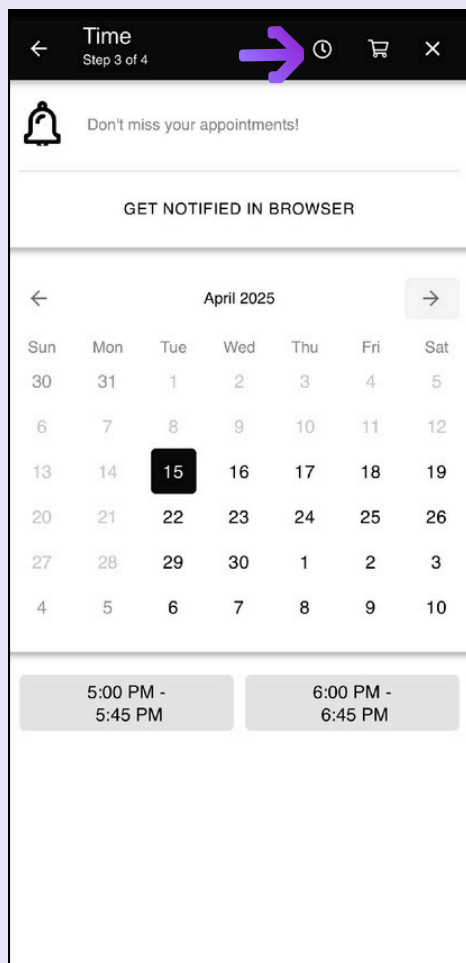 Time
Step 3 of 4
Don't miss your appointments!
GET NOTIFIED IN BROWSER
April 2025
Sun Mon Tue Wed Thu Fri Sat
30 31 1 2 3 4 5
6 7 8 9 10 11 12
13 14 15 16 17 18 19
20 21 22 23 24 25 26
27 28 29 30 1 2 3
4 5 6 7 8 9 10
5:00 PM -
5:45 PM
6:00 PM -
6:45 PM